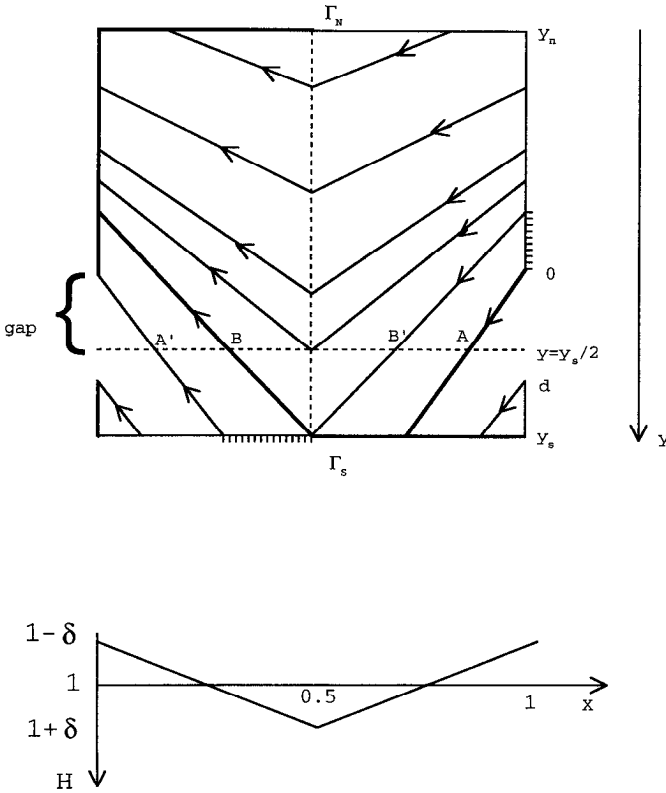 Γ_N
y_n
0
gap
A' B B' A
y=y_s/2
d
y_s
Γ_s
y
1-δ
1
0.5
1
x
1+δ
H